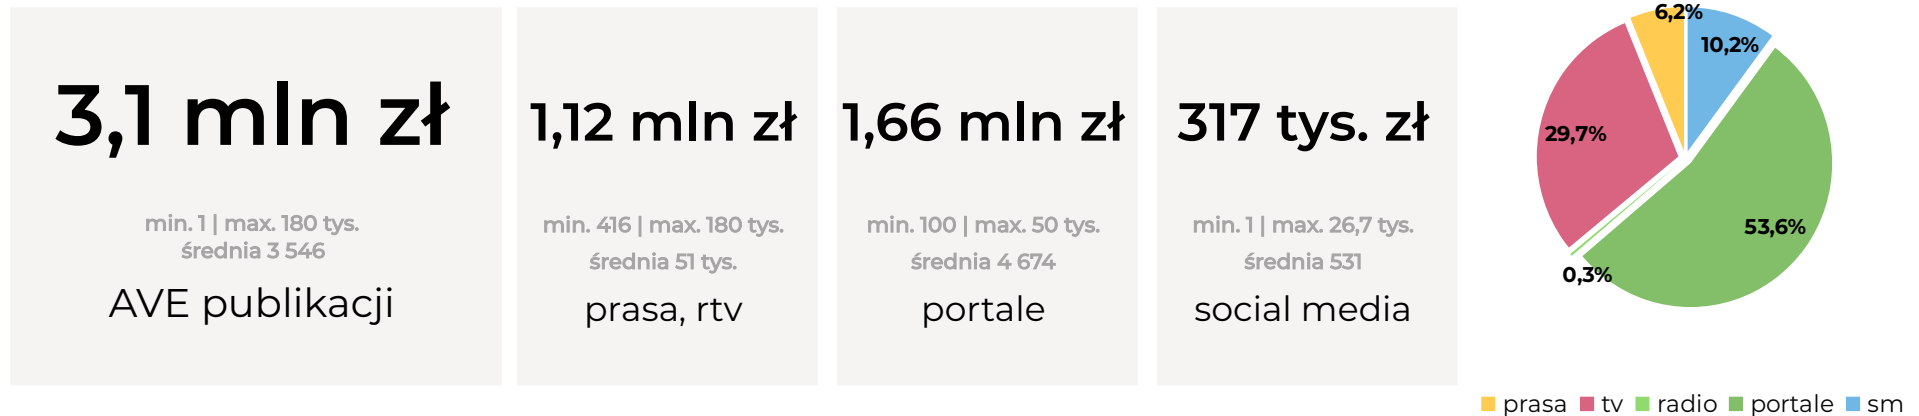 3,1 mln zł
min. 1 | max. 180 tys.
średnia 3 546
AVE publikacji
1,12 mln zł
min. 416 | max. 180 tys.
średnia 51 tys.
prasa, rtv
1,66 mln zł
min. 100 | max. 50 tys.
średnia 4 674
portale
317 tys. zł
min. 1 | max. 26,7 tys.
średnia 531
social media
6,2%
10,2%
29,7%
53,6%
0,3%
prasa tv radio portale sm